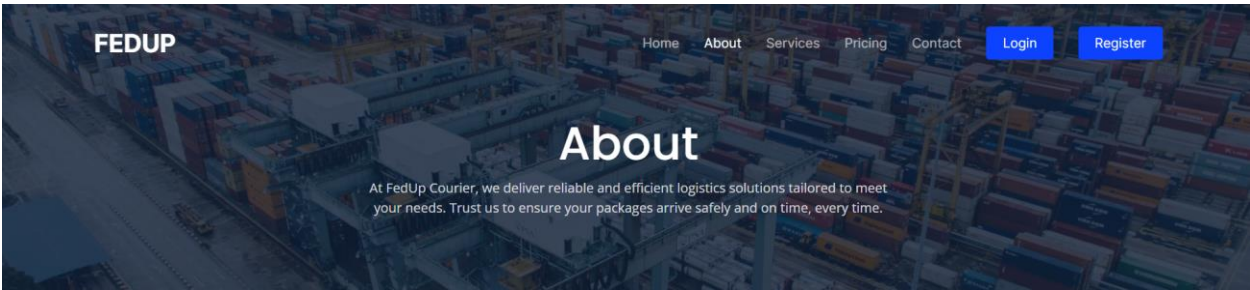 FEDUP
Home About Services Pricing Contact Login Register
About
At FedUp Courier, we deliver reliable and efficient logistics solutions tailored to meet
your needs. Trust us to ensure your packages arrive safely and on time, every time.